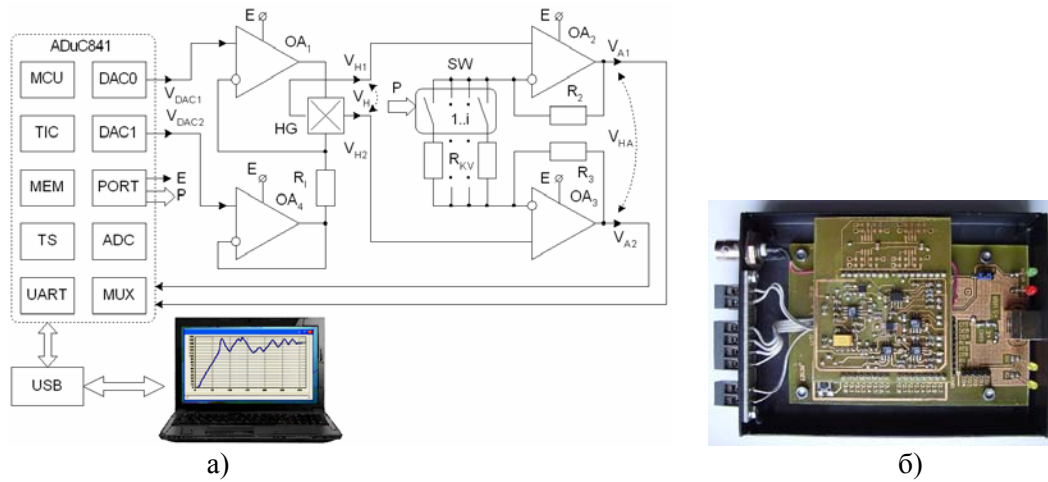 ADuC841
MCU
DAC0
TIC
DAC1
MEM
PORT
TS
ADC
UART
MUX
USB
V_DAC1
V_DAC2
E
P
E
OA_1
V_H1
V_H
HG
V_H2
R_I
E
OA_4
P
SW
1..i
R_KV
E
OA_2
R_2
V_A1
V_HA
R_3
E
OA_3
V_A2
а)
б)